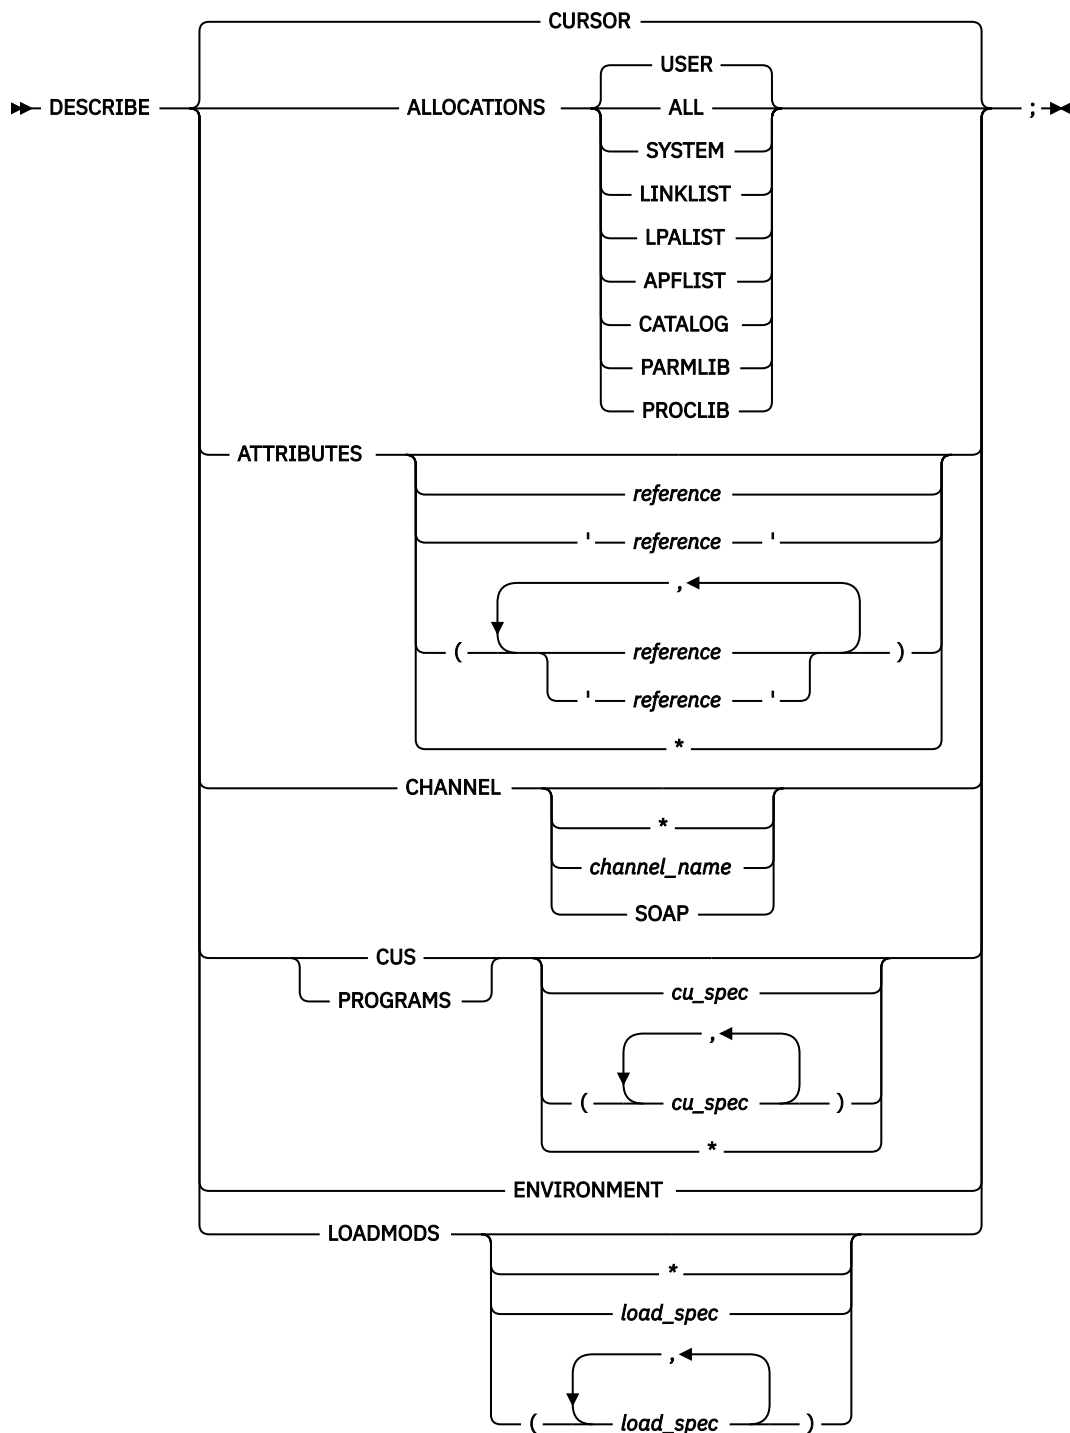 CURSOR
USER
DESCRIBE ALLOCATIONS ALL ;
SYSTEM
LINKLIST
LPALIST
APFLIST
CATALOG
PARMLIB
PROCLIB
ATTRIBUTES
reference
' reference '
,
( reference )
' reference '
*
CHANNEL
*
channel_name
SOAP
CUS
PROGRAMS
cu_spec
,
( cu_spec )
*
ENVIRONMENT
LOADMODS
*
load_spec
,
( load_spec )